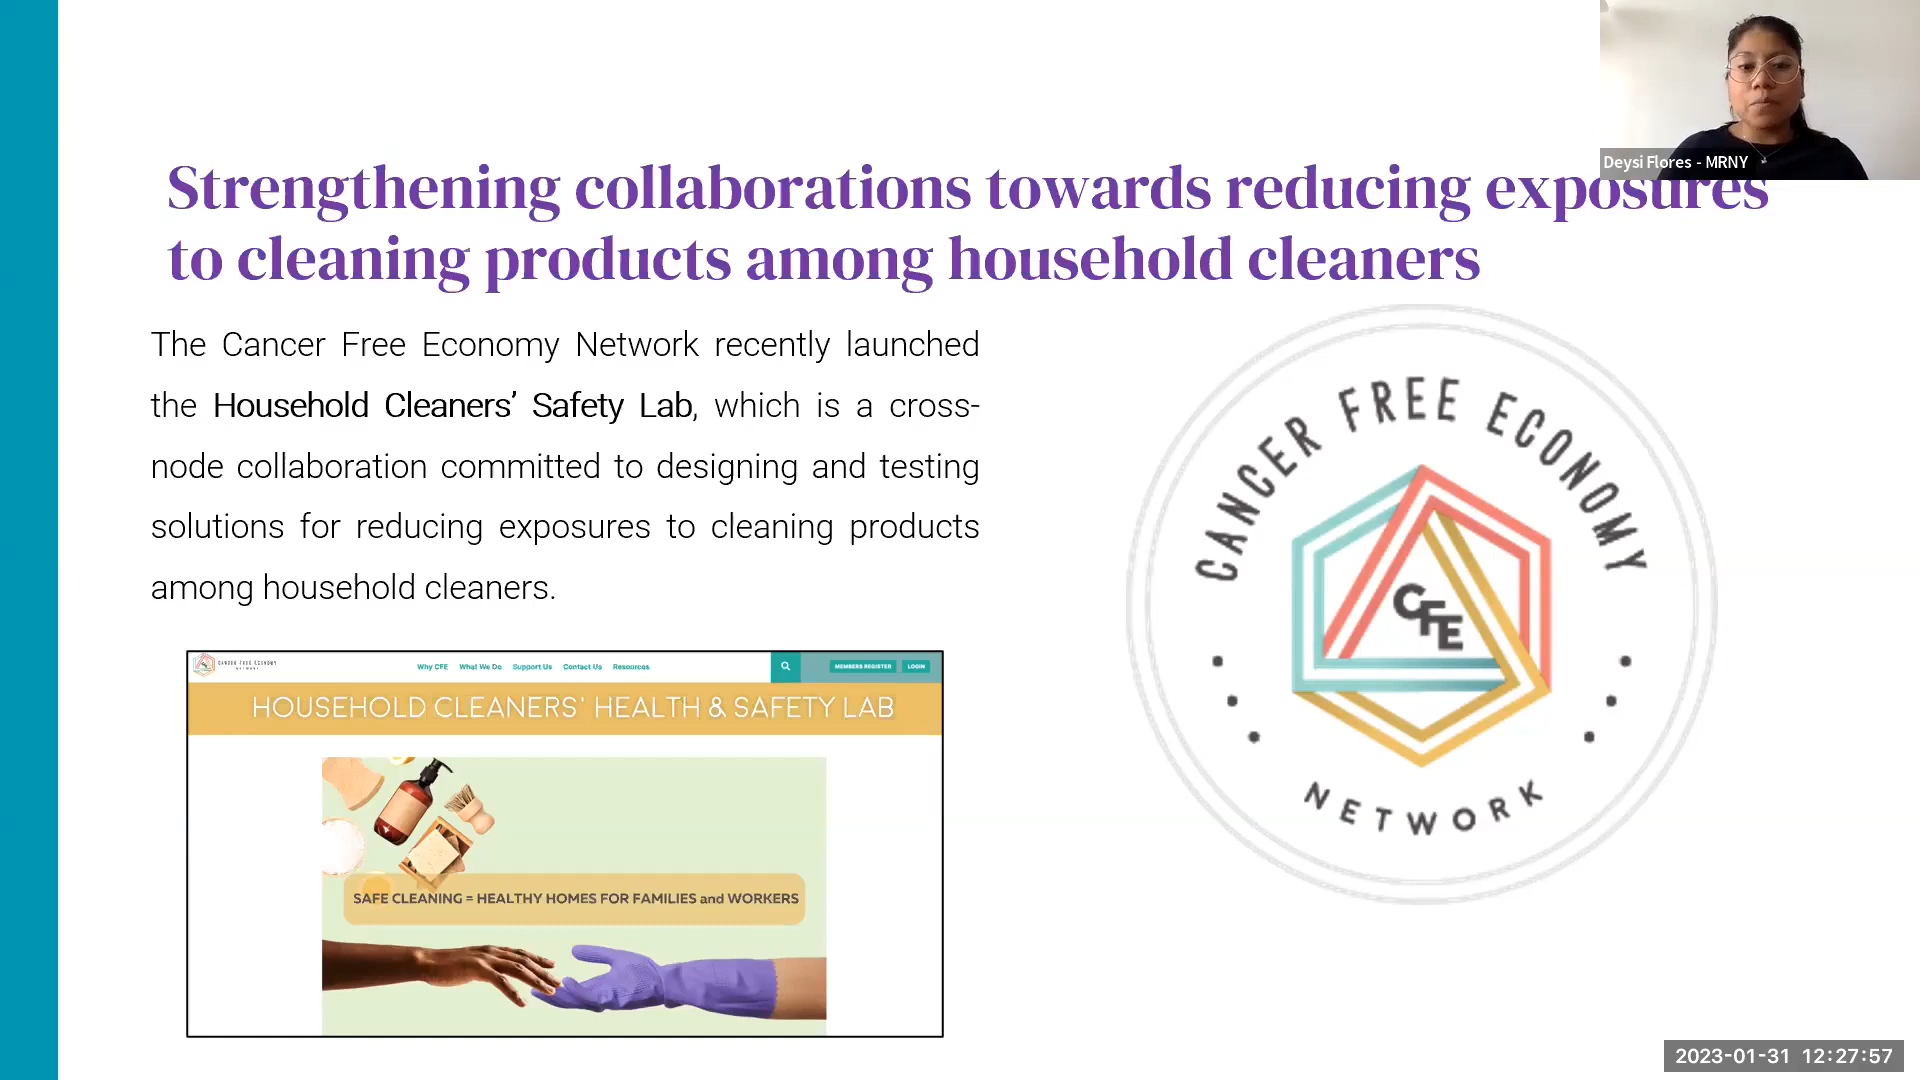 Deysi Flores - MRNY
Strengthening collaborations towards reducing exposures
to cleaning products among household cleaners
The Cancer Free Economy Network recently launched
the Household Cleaners’ Safety Lab, which is a cross-
node collaboration committed to designing and testing
solutions for reducing exposures to cleaning products
among household cleaners.
CANCER FREE ECONOMY
CFE
NETWORK
CANCER FREE ECONOMY
NETWORK
Why CFE What We Do Support Us Contact Us Resources
MEMBERS REGISTER LOGIN
HOUSEHOLD CLEANERS’ HEALTH & SAFETY LAB
SAFE CLEANING = HEALTHY HOMES FOR FAMILIES and WORKERS
2023-01-31 12:27:57